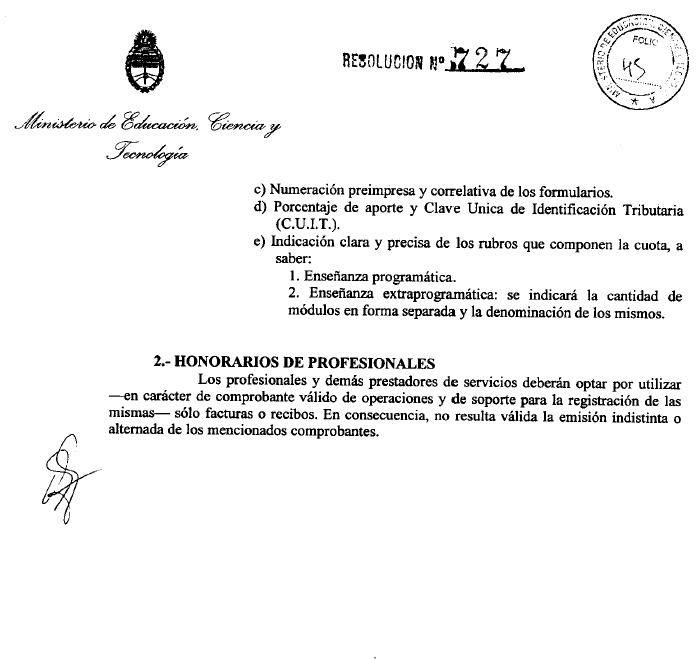 RESOLUCION Nº 727
MINISTERIO DE EDUCACION, CIENCIA
FOLIO
45
Ministerio de Educación, Ciencia y
Tecnología
c) Numeración preimpresa y correlativa de los formularios.
d) Porcentaje de aporte y Clave Unica de Identificación Tributaria
(C.U.I.T.).
e) Indicación clara y precisa de los rubros que componen la cuota, a
saber:
1. Enseñanza programática.
2. Enseñanza extraprogramática: se indicará la cantidad de
módulos en forma separada y la denominación de los mismos.
2.- HONORARIOS DE PROFESIONALES
Los profesionales y demás prestadores de servicios deberán optar por utilizar
—en carácter de comprobante válido de operaciones y de soporte para la registración de las
mismas— sólo facturas o recibos. En consecuencia, no resulta válida la emisión indistinta o
alternada de los mencionados comprobantes.